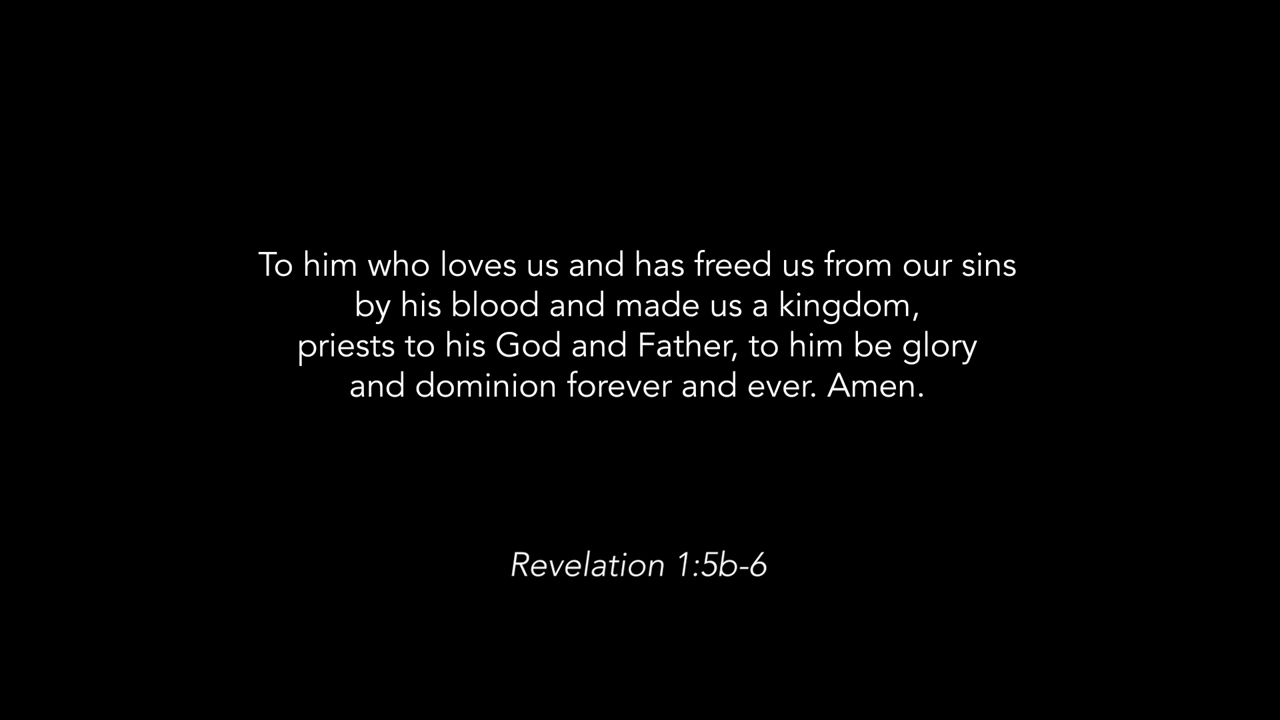 To him who loves us and has freed us from our sins
by his blood and made us a kingdom,
priests to his God and Father, to him be glory
and dominion forever and ever. Amen.
Revelation 1:5b-6